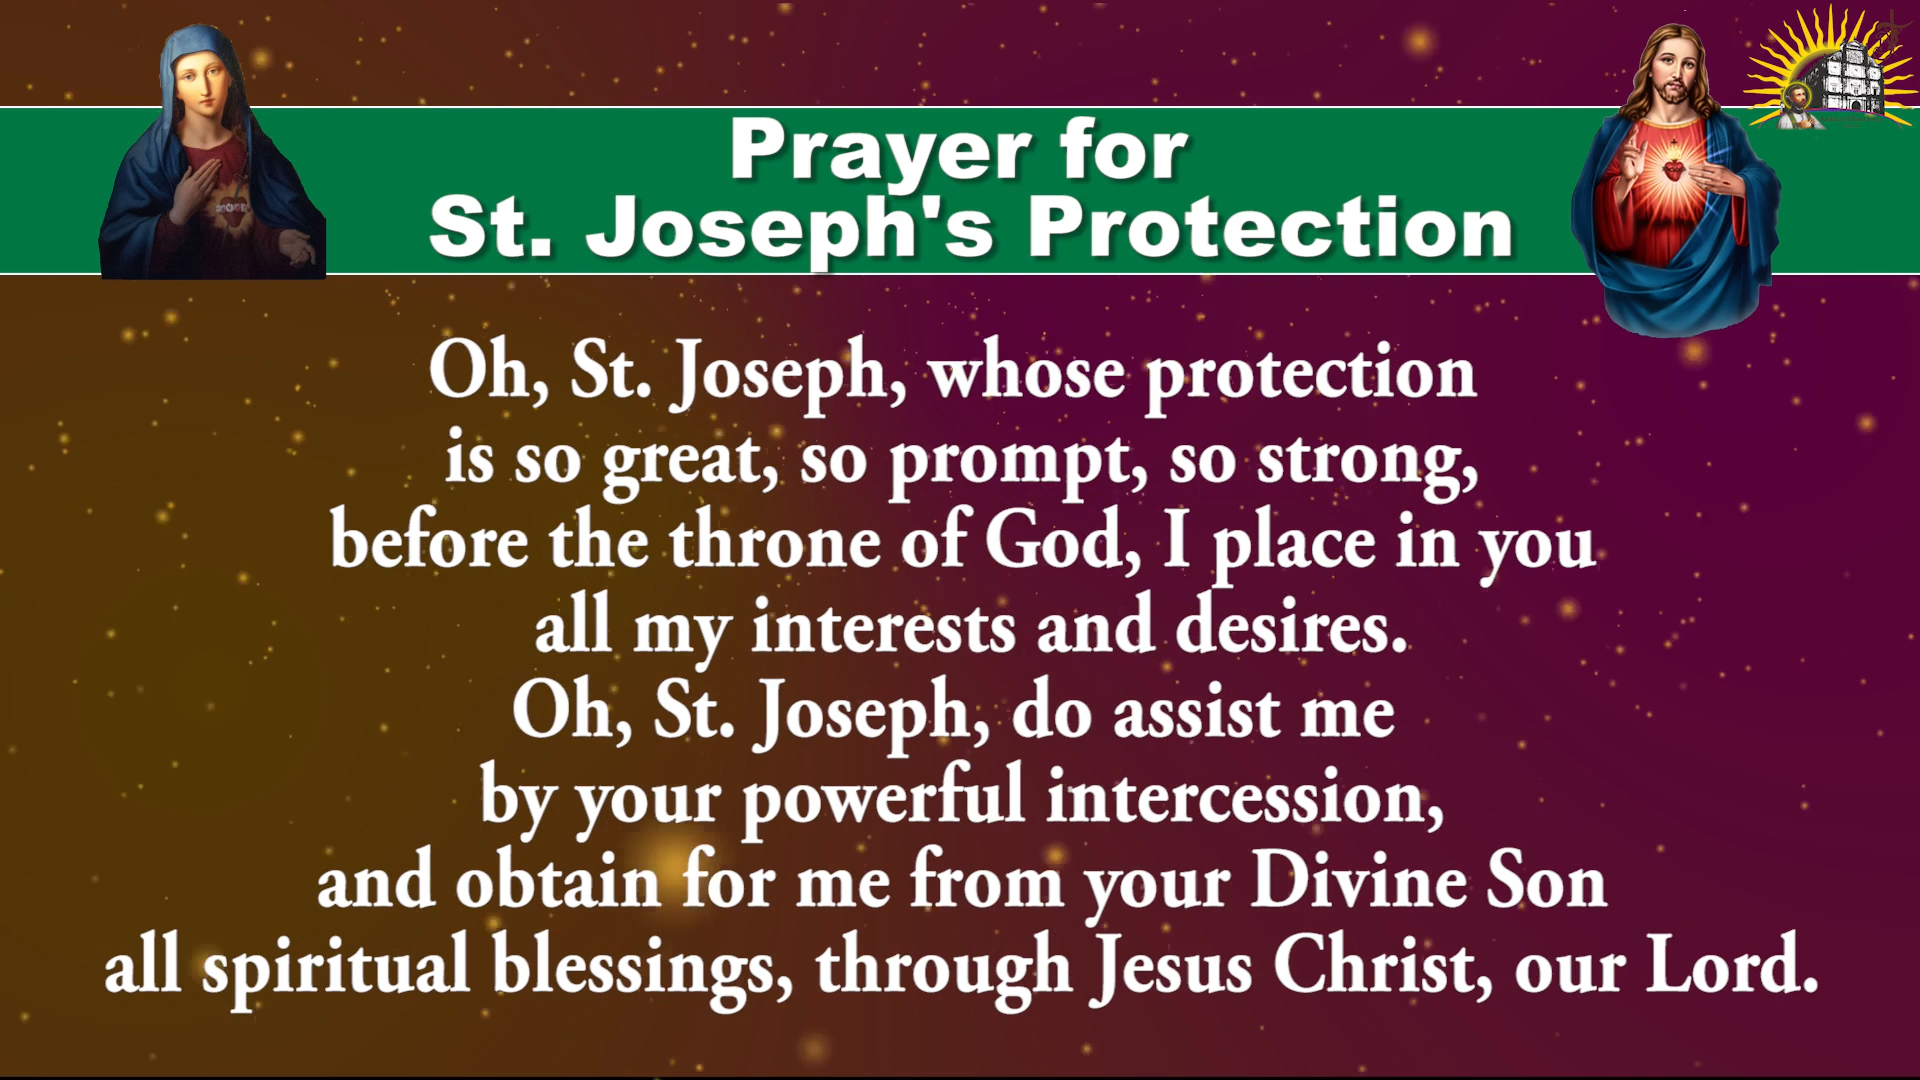 Prayer for
St. Joseph's Protection
Oh, St. Joseph, whose protection
is so great, so prompt, so strong,
before the throne of God, I place in you
all my interests and desires.
Oh, St. Joseph, do assist me
by your powerful intercession,
and obtain for me from your Divine Son
all spiritual blessings, through Jesus Christ, our Lord.